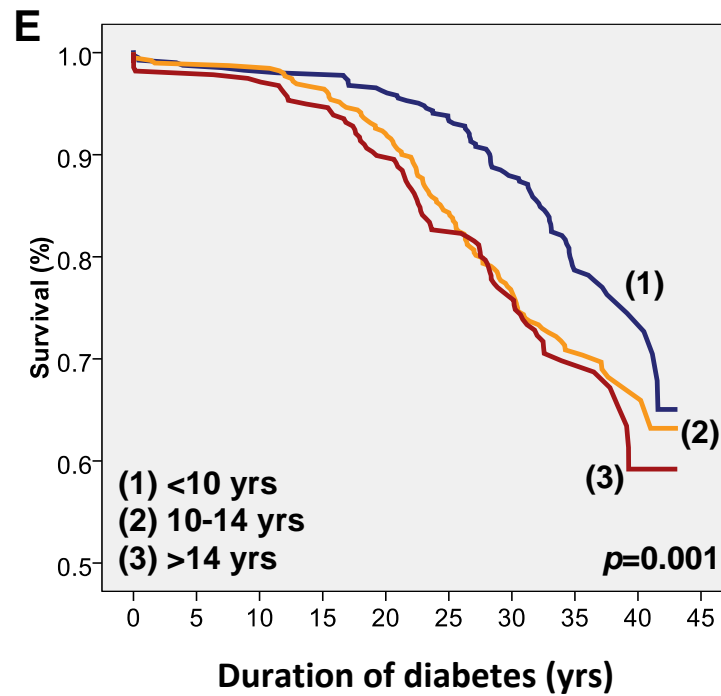 E
1.0
0.9
0.8
0.7
0.6
0.5
Survival (%)
(1)
(2)
(3)
(1) <10 yrs
(2) 10-14 yrs
(3) >14 yrs
p=0.001
0 5 10 15 20 25 30 35 40 45
Duration of diabetes (yrs)